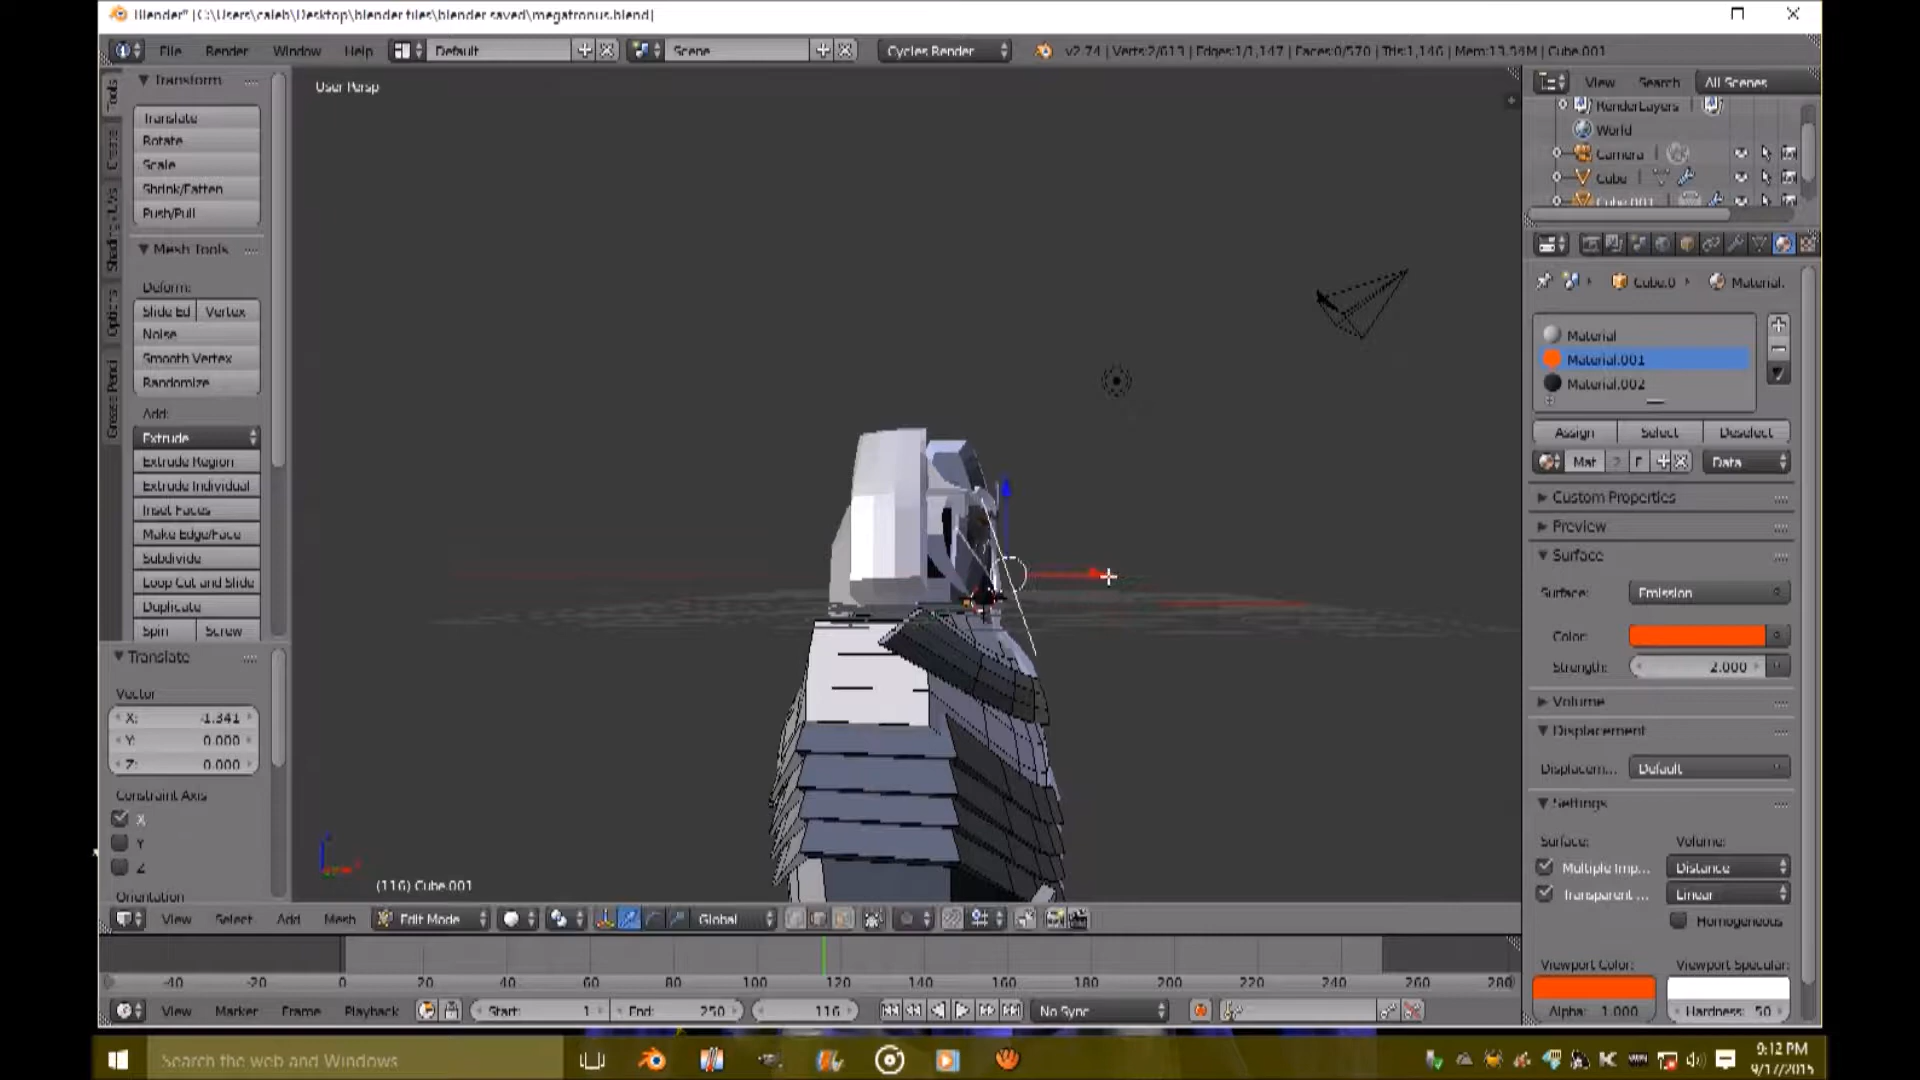 Blender* [C:\Users\caleb\Desktop\blender files\blender saved\megatronus.blend]
File Render Window Help Default Scene Cycles Render v2.74 | Verts:2/613 | Edges:1/1,147 | Faces:0/570 | Tris:1,146 | Mem:13.54M | Cube.001
Tools
Create
Shading / UVs
Options
Grease Pencil
Transform
Translate
Rotate
Scale
Shrink/Fatten
Push/Pull
Mesh Tools
Deform:
Slide Ed Vertex
Noise
Smooth Vertex
Randomize
Add:
Extrude
Extrude Region
Extrude Individual
Inset Faces
Make Edge/Face
Subdivide
Loop Cut and Slide
Duplicate
Spin Screw
Translate
Vector
X: -1.341
Y: 0.000
Z: 0.000
Constraint Axis
X
Y
Z
Orientation
User Persp
(116) Cube.001
View Select Add Mesh Edit Mode Global
-40 -20 0 20 40 60 80 100 120 140 160 180 200 220 240 260 280
View Marker Frame Playback Start: 1 End: 250 116 No Sync
View Search All Scenes
RenderLayers
World
Camera
Cube
Cube.001
Cube.0 Material.
Material
Material.001
Material.002
Assign Select Deselect
Mat 2 F Data
Custom Properties
Preview
Surface
Surface: Emission
Color:
Strength: 2.000
Volume
Displacement
Displacem... Default
Settings
Surface: Volume:
Multiple Imp... Distance
Transparent ... Linear
Homogeneous
Viewport Color: Viewport Specular:
Alpha: 1.000 Hardness: 50
Search the web and Windows
9:12 PM
9/17/2015